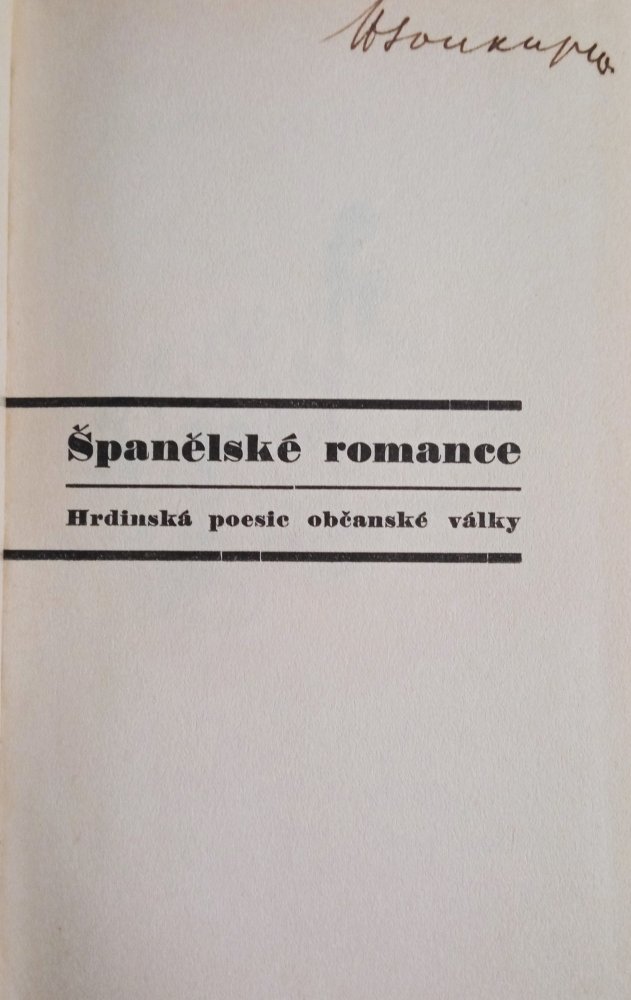 Španělské romance
Hrdinská poesie občanské války